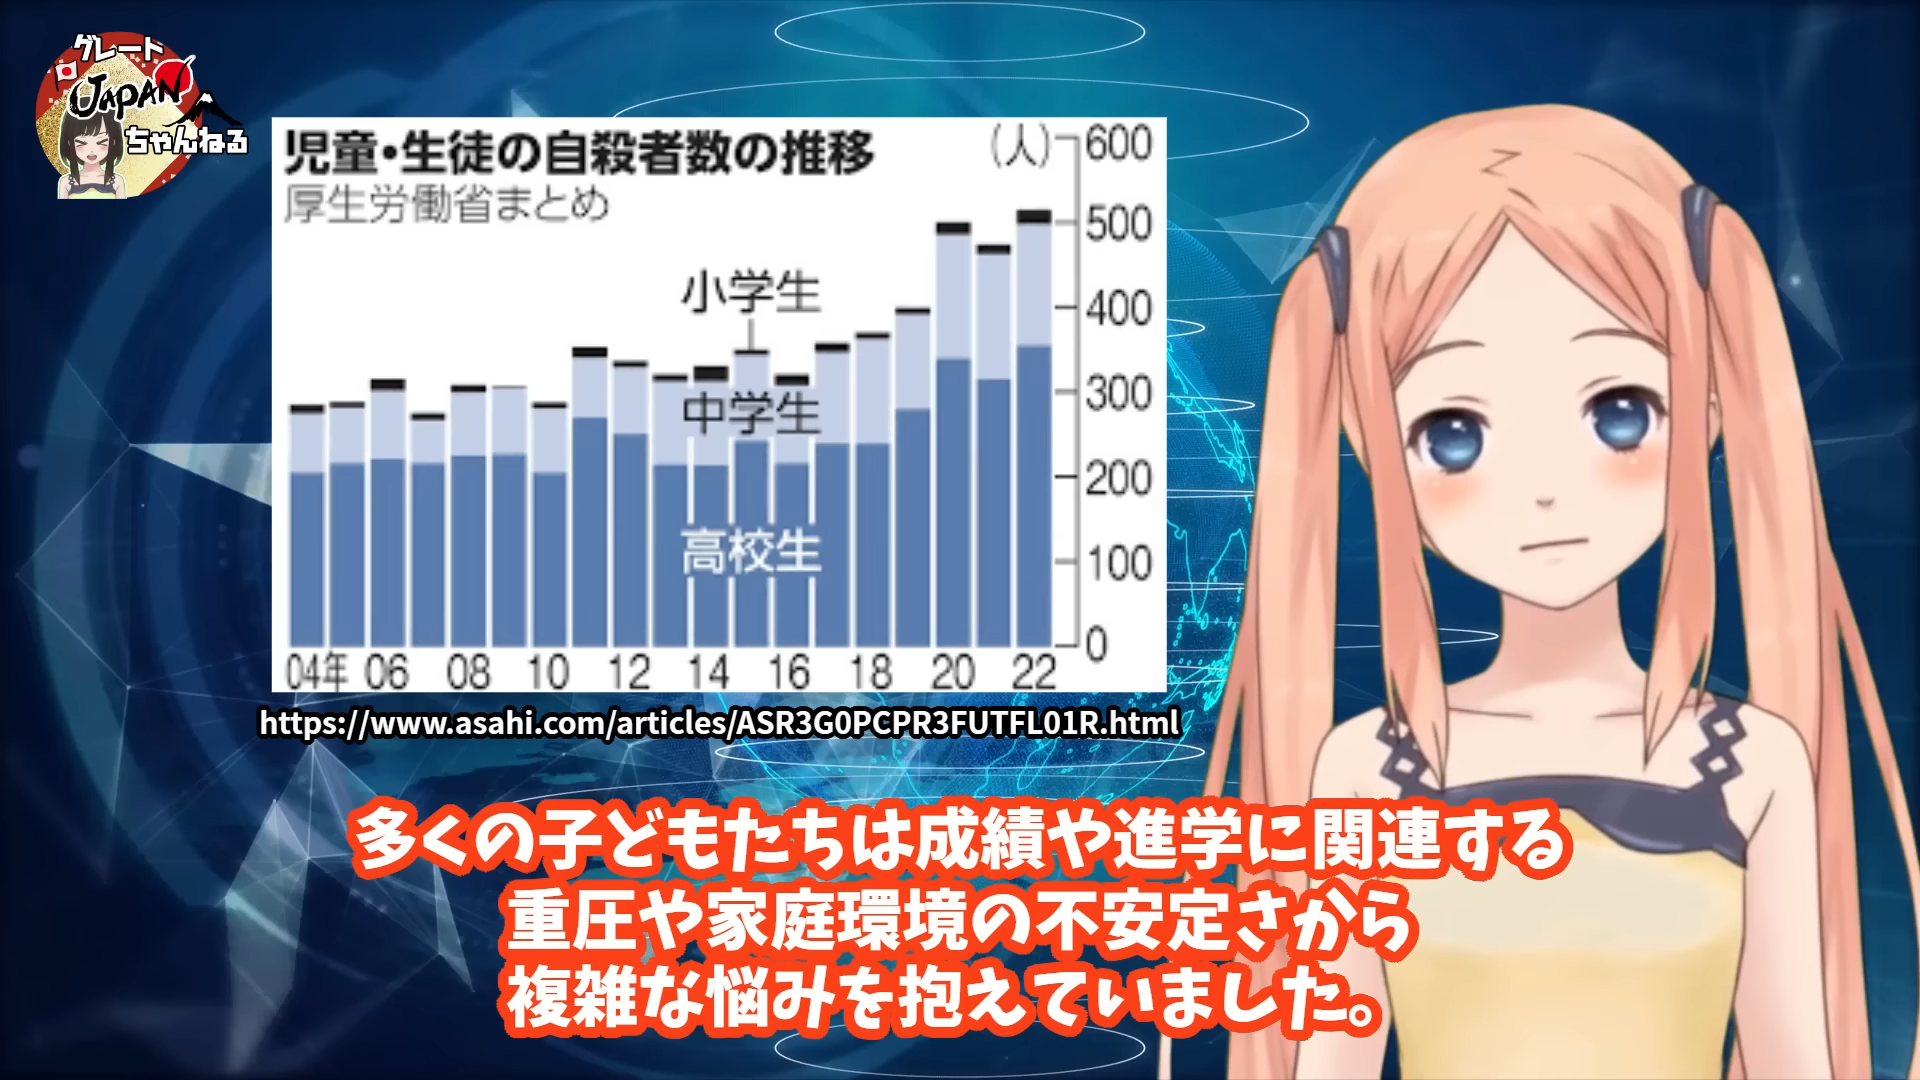 グレート
JAPAN
ちゃんねる
児童・生徒の自殺者数の推移
厚生労働省まとめ
(人)
600
500
400
300
200
100
0
小学生
中学生
高校生
04年 06 08 10 12 14 16 18 20 22
https://www.asahi.com/articles/ASR3G0PCPR3FUTFL01R.html
多くの子どもたちは成績や進学に関連する
重圧や家庭環境の不安定さから
複雑な悩みを抱えていました。